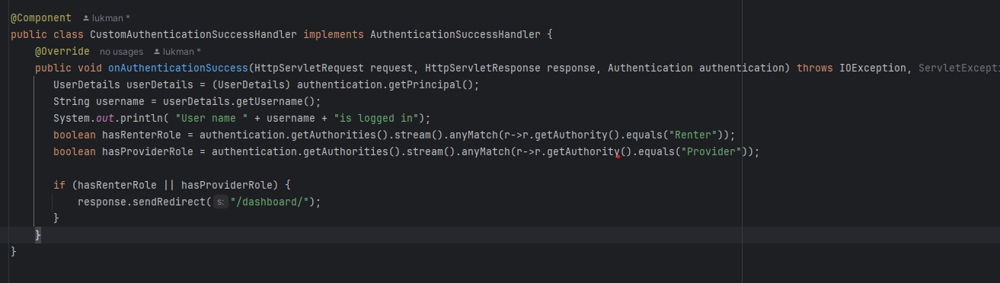 @Component lukman *
public class CustomAuthenticationSuccessHandler implements AuthenticationSuccessHandler {
@Override no usages lukman *
public void onAuthenticationSuccess(HttpServletRequest request, HttpServletResponse response, Authentication authentication) throws IOException, ServletExcepti
UserDetails userDetails = (UserDetails) authentication.getPrincipal();
String username = userDetails.getUsername();
System.out.println( "User name " + username + "is logged in");
boolean hasRenterRole = authentication.getAuthorities().stream().anyMatch(r->r.getAuthority().equals("Renter"));
boolean hasProviderRole = authentication.getAuthorities().stream().anyMatch(r->r.getAuthority().equals("Provider"));
if (hasRenterRole || hasProviderRole) {
response.sendRedirect( s: "/dashboard/");
}
}
}